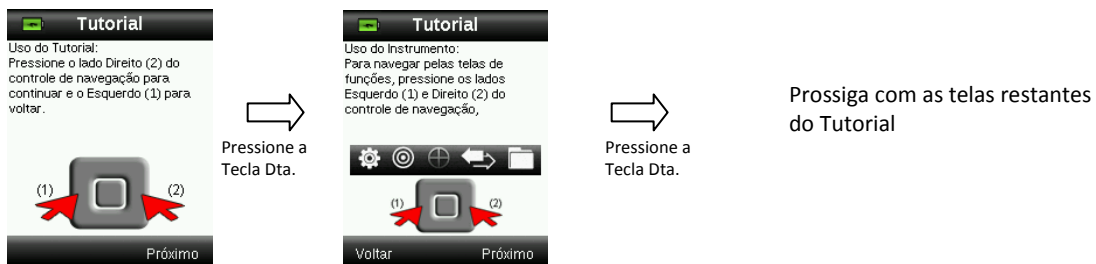 Tutorial
Uso do Tutorial:
Pressione o lado Direito (2) do
controle de navegação para
continuar e o Esquerdo (1) para
voltar.
(1)
(2)
Próximo
Pressione a
Tecla Dta.
Tutorial
Uso do Instrumento:
Para navegar pelas telas de
funções, pressione os lados
Esquerdo (1) e Direito (2) do
controle de navegação,
(1)
(2)
Voltar
Próximo
Pressione a
Tecla Dta.
Prossiga com as telas restantes
do Tutorial